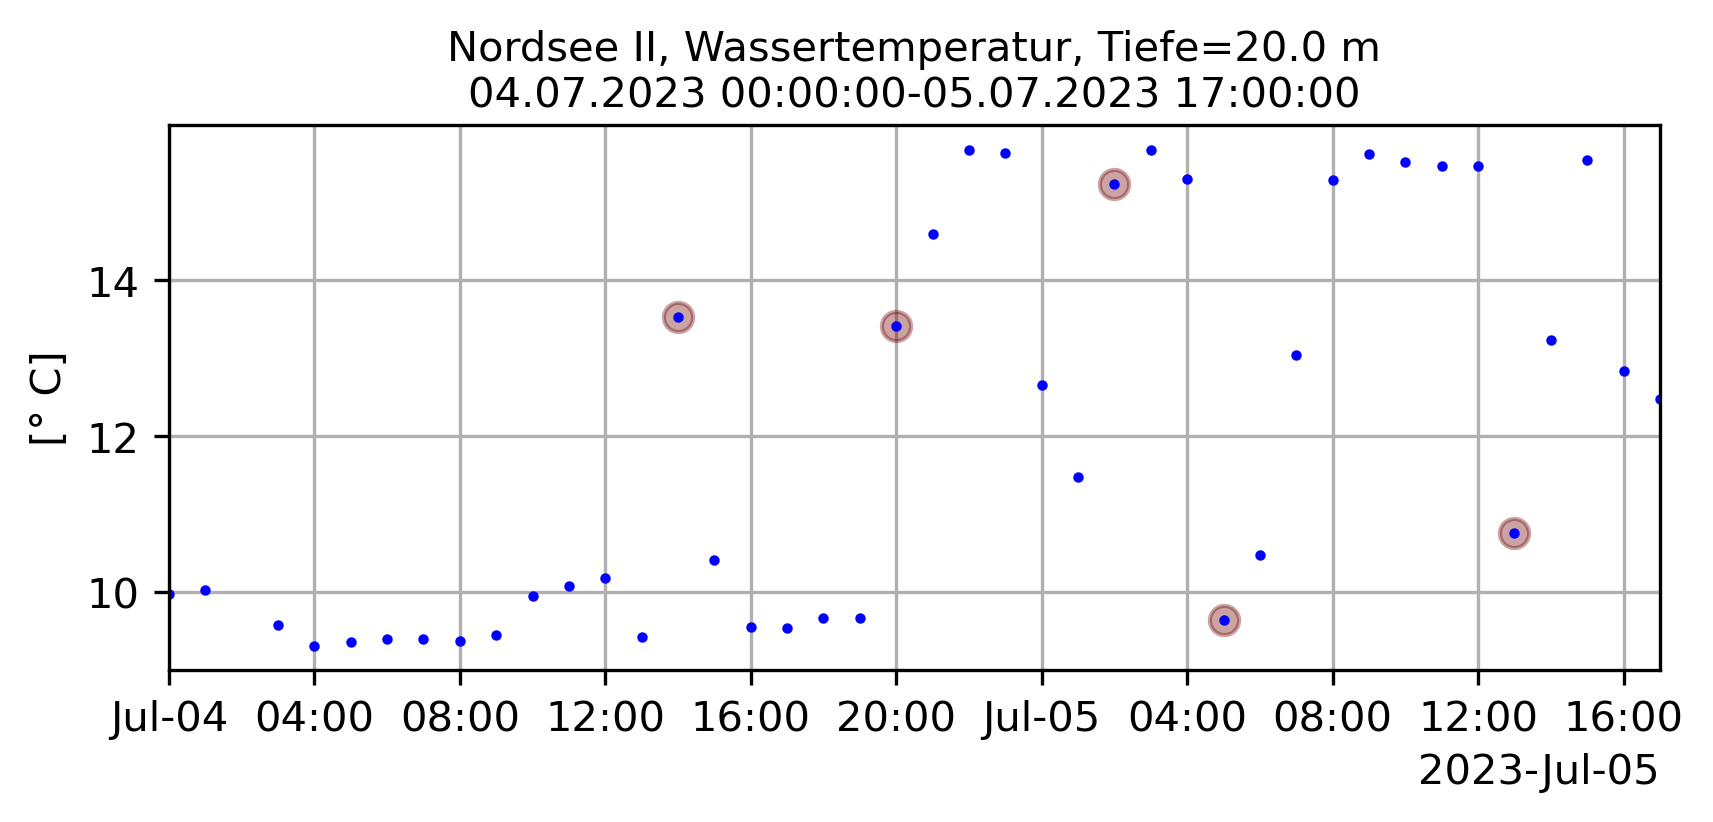 Nordsee II, Wassertemperatur, Tiefe=20.0 m
04.07.2023 00:00:00-05.07.2023 17:00:00
[° C]
14
12
10
Jul-04 04:00 08:00 12:00 16:00 20:00 Jul-05 04:00 08:00 12:00 16:00
2023-Jul-05